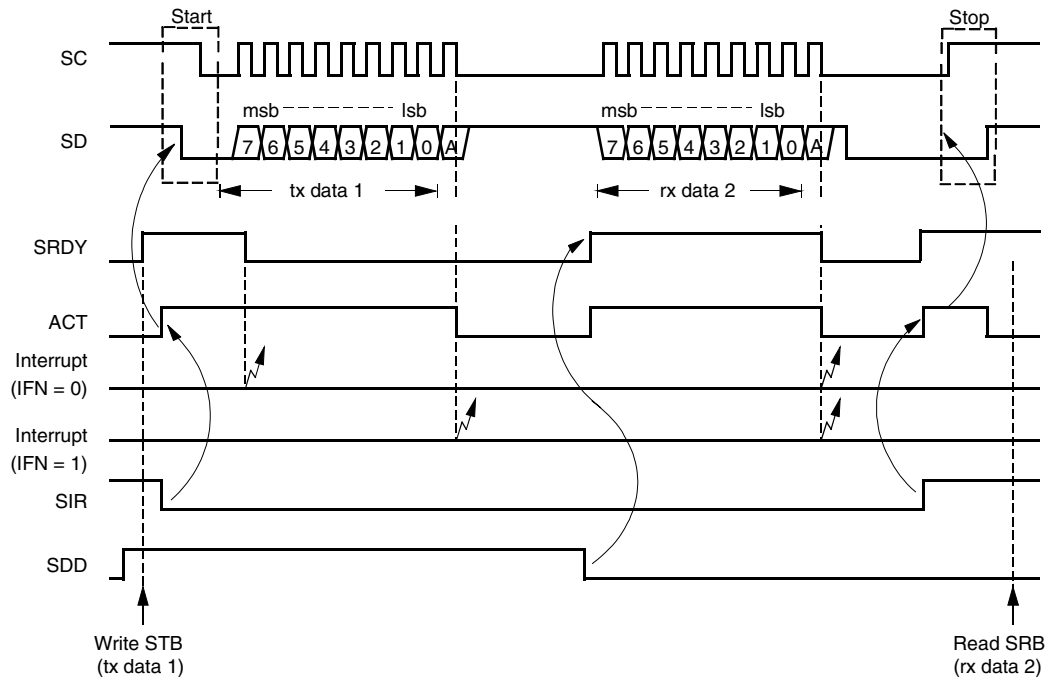 Start
Stop
SC
msb lsb
msb lsb
SD
7 6 5 4 3 2 1 0 A
7 6 5 4 3 2 1 0 A
tx data 1
rx data 2
SRDY
ACT
Interrupt
(IFN = 0)
Interrupt
(IFN = 1)
SIR
SDD
Write STB
(tx data 1)
Read SRB
(rx data 2)